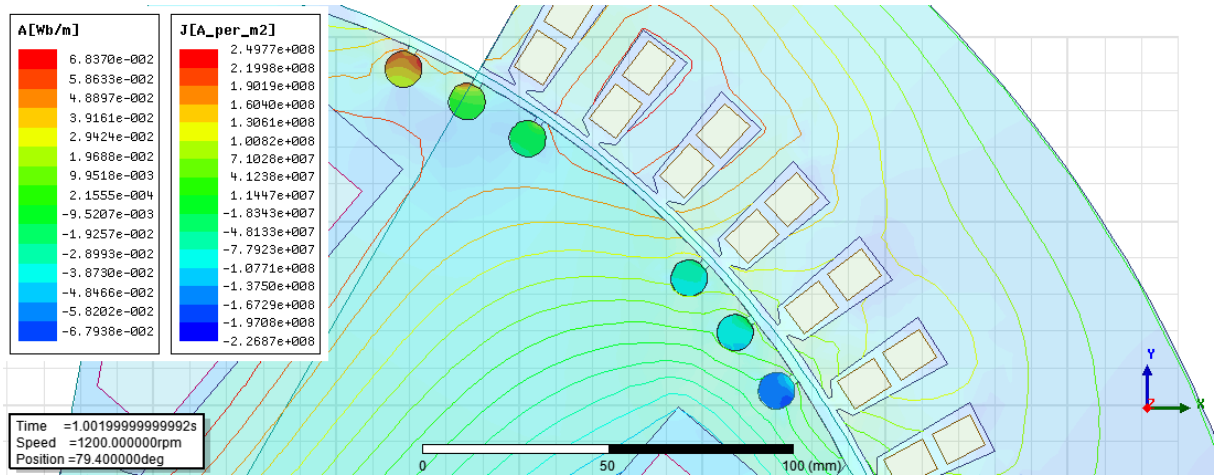 A[Wb/m]
6.8370e-002
5.8633e-002
4.8897e-002
3.9161e-002
2.9424e-002
1.9688e-002
9.9518e-003
2.1555e-004
-9.5207e-003
-1.9257e-002
-2.8993e-002
-3.8730e-002
-4.8466e-002
-5.8202e-002
-6.7938e-002
J[A_per_m2]
2.4977e+008
2.1998e+008
1.9019e+008
1.6040e+008
1.3061e+008
1.0082e+008
7.1028e+007
4.1238e+007
1.1447e+007
-1.8343e+007
-4.8133e+007
-7.7923e+007
-1.0771e+008
-1.3750e+008
-1.6729e+008
-1.9708e+008
-2.2687e+008
Y
X
Z
Time =1.00199999999992s
Speed =1200.000000rpm
Position =79.400000deg
0 50 100 (mm)